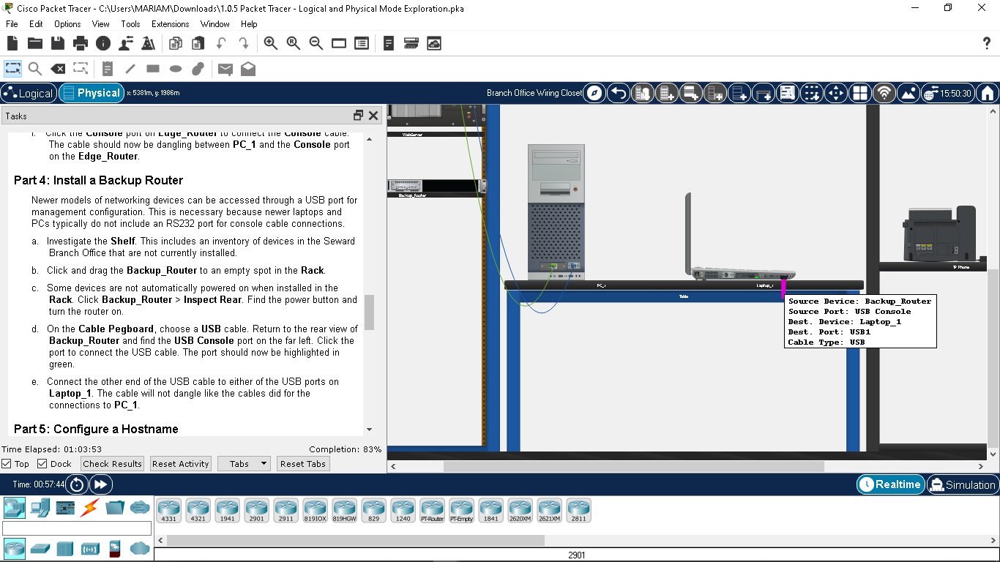 Cisco Packet Tracer - C:\Users\MARIAM\Downloads\1.0.5 Packet Tracer - Logical and Physical Mode Exploration.pka
File Edit Options View Tools Extensions Window Help
Logical Physical x: 5381m, y: 1986m Branch Office Wiring Closet 15:50:30
Tasks
Click the Console port on Edge_Router to connect the Console cable.
The cable should now be dangling between PC_1 and the Console port
on the Edge_Router.
Part 4: Install a Backup Router
Newer models of networking devices can be accessed through a USB port for
management configuration. This is necessary because newer laptops and
PCs typically do not include an RS232 port for console cable connections.
a. Investigate the Shelf. This includes an inventory of devices in the Seward
Branch Office that are not currently installed.
b. Click and drag the Backup_Router to an empty spot in the Rack.
c. Some devices are not automatically powered on when installed in the
Rack. Click Backup_Router > Inspect Rear. Find the power button and
turn the router on.
d. On the Cable Pegboard, choose a USB cable. Return to the rear view of
Backup_Router and find the USB Console port on the far left. Click the
port to connect the USB cable. The port should now be highlighted in
green.
e. Connect the other end of the USB cable to either of the USB ports on
Laptop_1. The cable will not dangle like the cables did for the
connections to PC_1.
Part 5: Configure a Hostname
Time Elapsed: 01:03:53 Completion: 83%
Top Dock Check Results Reset Activity Tabs Reset Tabs
WebServer
Backup_Router
PC_1
Laptop_1
Table
IP Phone
Source Device: Backup_Router
Source Port: USB Console
Dest. Device: Laptop_1
Dest. Port: USB1
Cable Type: USB
Time: 00:57:44 Realtime Simulation
4331 4321 1941 2901 2911 819IOX 819HGW 829 1240 PT-Router PT-Empty 1841 2620XM 2621XM 2811
2901